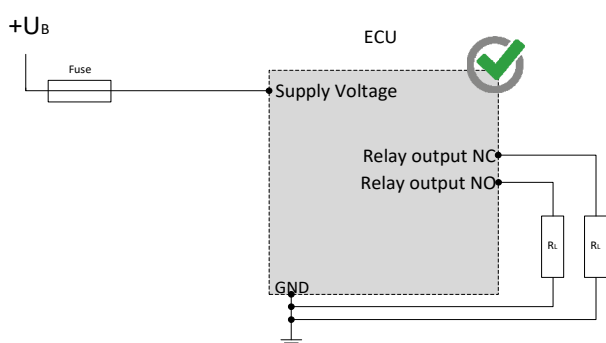 +UB
ECU
Fuse
Supply Voltage
Relay output NC
Relay output NO
RL
RL
GND